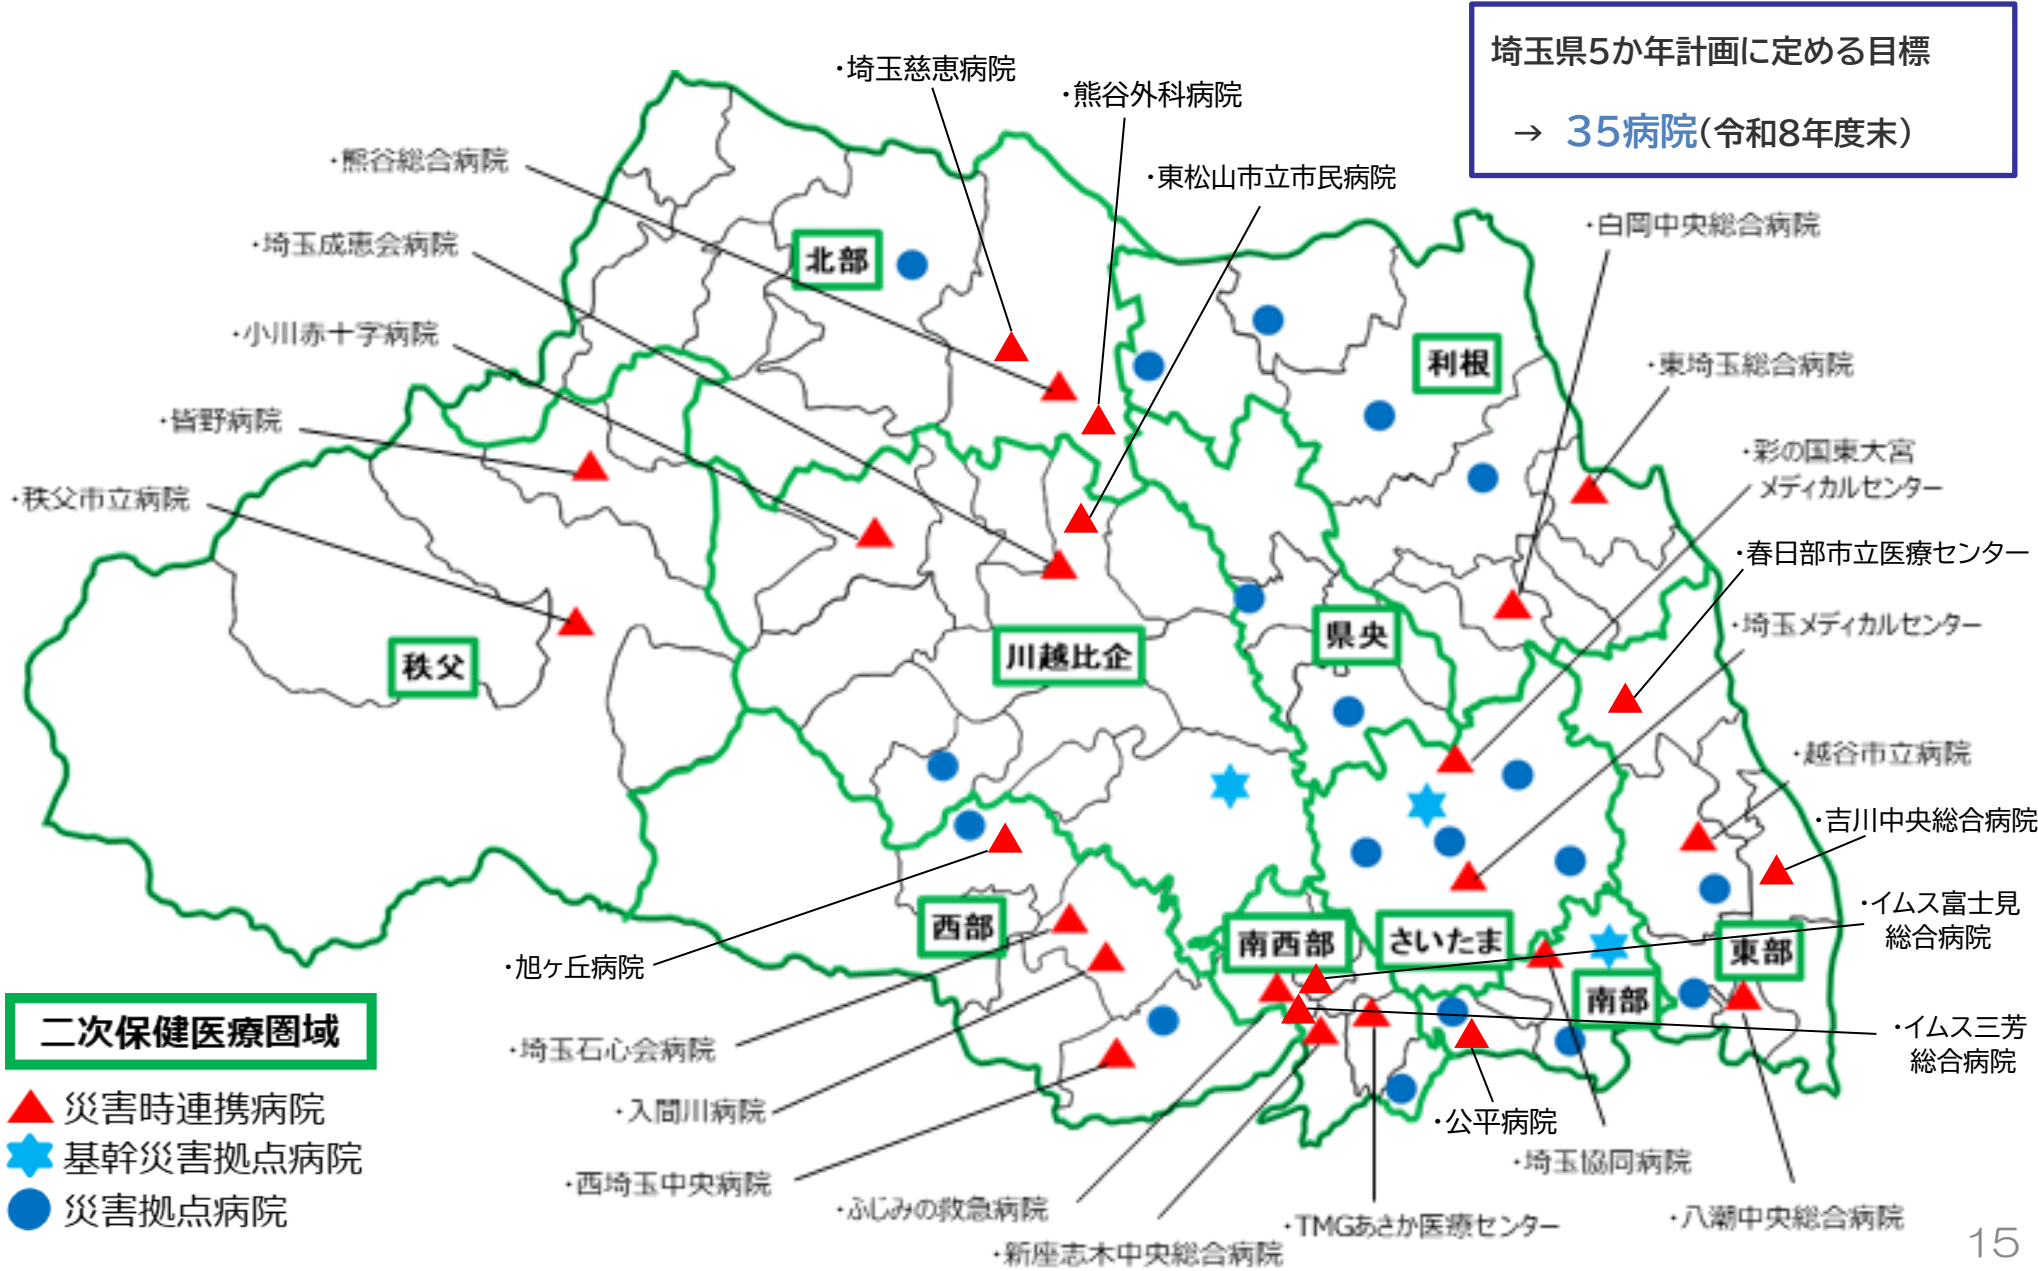 埼玉県5か年計画に定める目標
→ 35病院(令和8年度末)
・埼玉慈恵病院
・熊谷外科病院
・熊谷総合病院
・東松山市立市民病院
・埼玉成恵会病院
・白岡中央総合病院
北部
・小川赤十字病院
利根
・東埼玉総合病院
・皆野病院
・彩の国東大宮
メディカルセンター
・秩父市立病院
・春日部市立医療センター
・埼玉メディカルセンター
県央
川越比企
秩父
・越谷市立病院
・吉川中央総合病院
・イムス富士見
総合病院
西部
南西部
さいたま
東部
・旭ヶ丘病院
南部
二次保健医療圏域
・イムス三芳
総合病院
・埼玉石心会病院
災害時連携病院
・入間川病院
・公平病院
基幹災害拠点病院
・埼玉協同病院
・西埼玉中央病院
災害拠点病院
・ふじみの救急病院
・TMGあさか医療センター
・八潮中央総合病院
・新座志木中央総合病院
15